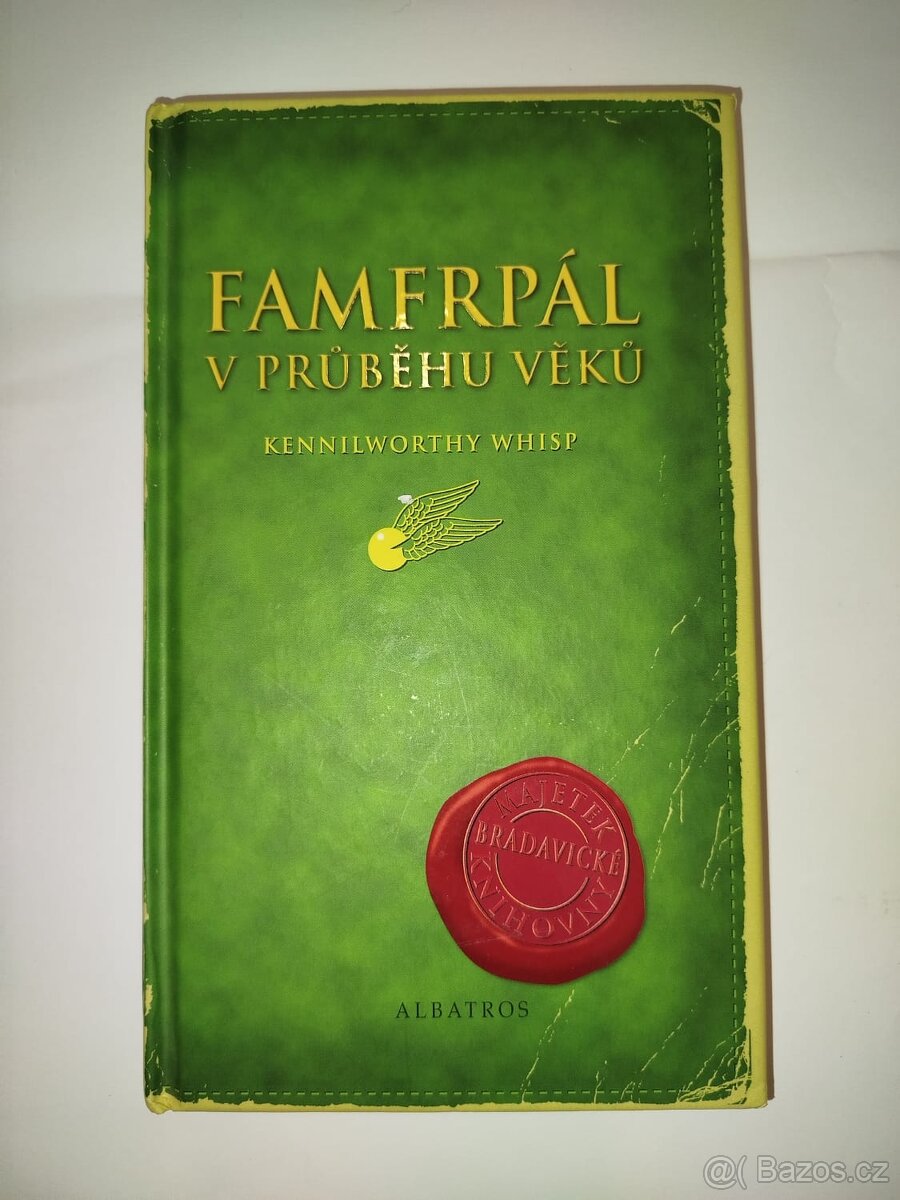 FAMFRPÁL
V PRŮBĚHU VĚKŮ
KENNILWORTHY WHISP
MAJETEK
BRADAVICKÉ
KNIHOVNY
ALBATROS
@( Bazos.cz